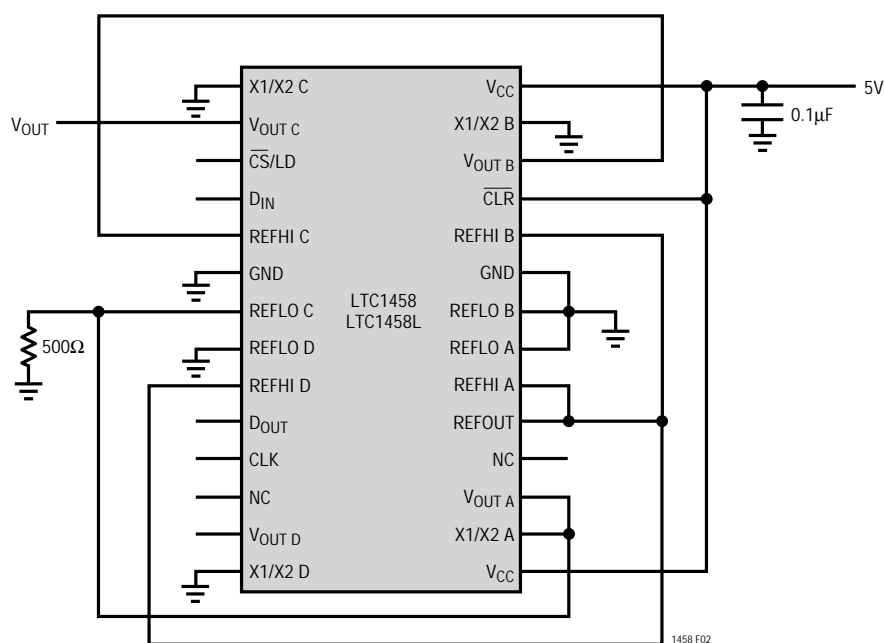 X1/X2 C
V_CC
5V
0.1µF
V_OUT
V_OUT C
X1/X2 B
C̅S̅/LD
V_OUT B
D_IN
C̅L̅R̅
REFHI C
REFHI B
GND
GND
LTC1458
LTC1458L
REFLO C
REFLO B
500Ω
REFLO D
REFLO A
REFHI D
REFHI A
D_OUT
REFOUT
CLK
NC
NC
V_OUT A
V_OUT D
X1/X2 A
X1/X2 D
V_CC
1458 F02